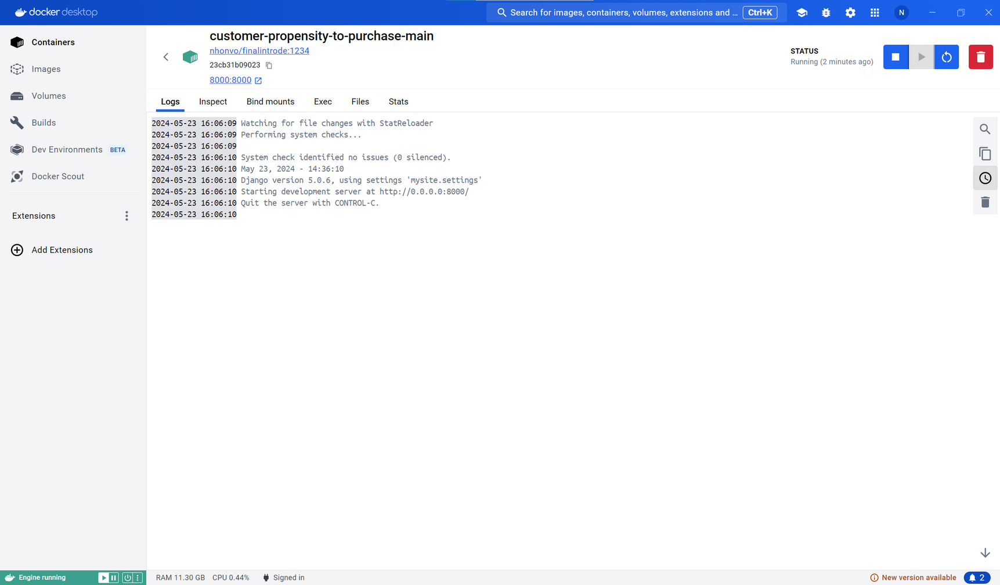 docker desktop
Search for images, containers, volumes, extensions and ... Ctrl+K
N
Containers
Images
Volumes
Builds
Dev Environments BETA
Docker Scout
Extensions
Add Extensions
customer-propensity-to-purchase-main
nhonvo/finalintrode:1234
23cb31b09023
8000:8000
STATUS
Running (2 minutes ago)
Logs Inspect Bind mounts Exec Files Stats
2024-05-23 16:06:09 Watching for file changes with StatReloader
2024-05-23 16:06:09 Performing system checks...
2024-05-23 16:06:09
2024-05-23 16:06:10 System check identified no issues (0 silenced).
2024-05-23 16:06:10 May 23, 2024 - 14:36:10
2024-05-23 16:06:10 Django version 5.0.6, using settings 'mysite.settings'
2024-05-23 16:06:10 Starting development server at http://0.0.0.0:8000/
2024-05-23 16:06:10 Quit the server with CONTROL-C.
2024-05-23 16:06:10
Engine running
RAM 11.30 GB CPU 0.44% Signed in
New version available
2